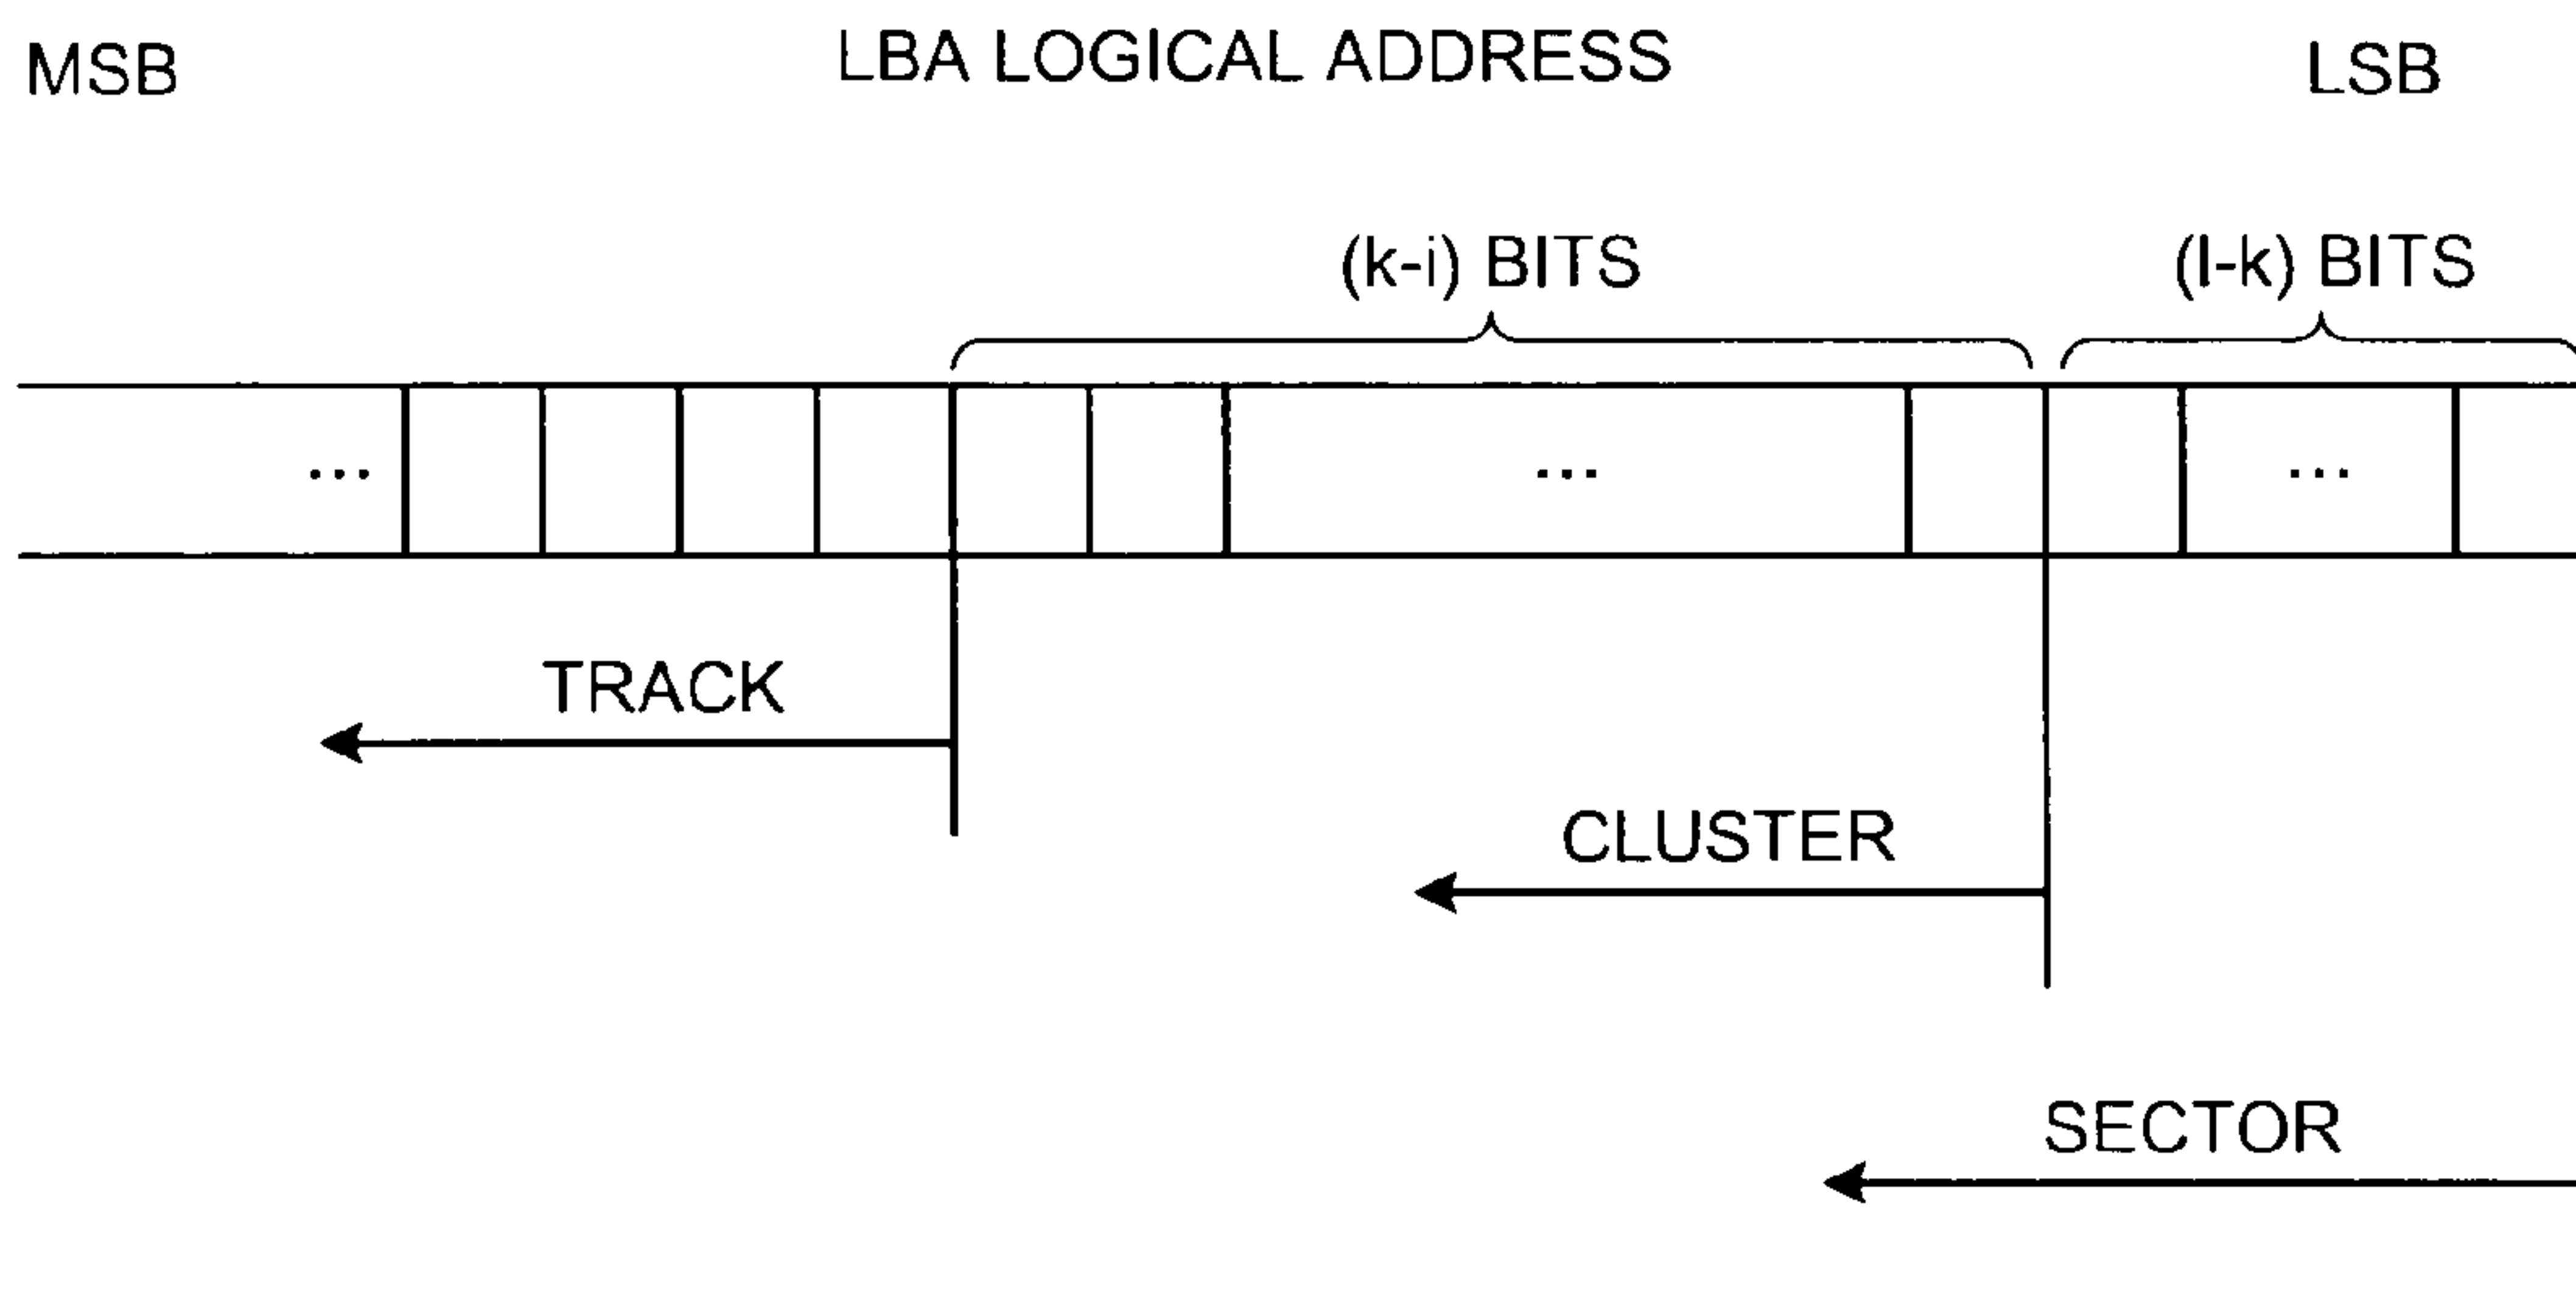 MSB LBA LOGICAL ADDRESS LSB
(k-i) BITS (l-k) BITS
... ... ...
TRACK
CLUSTER
SECTOR